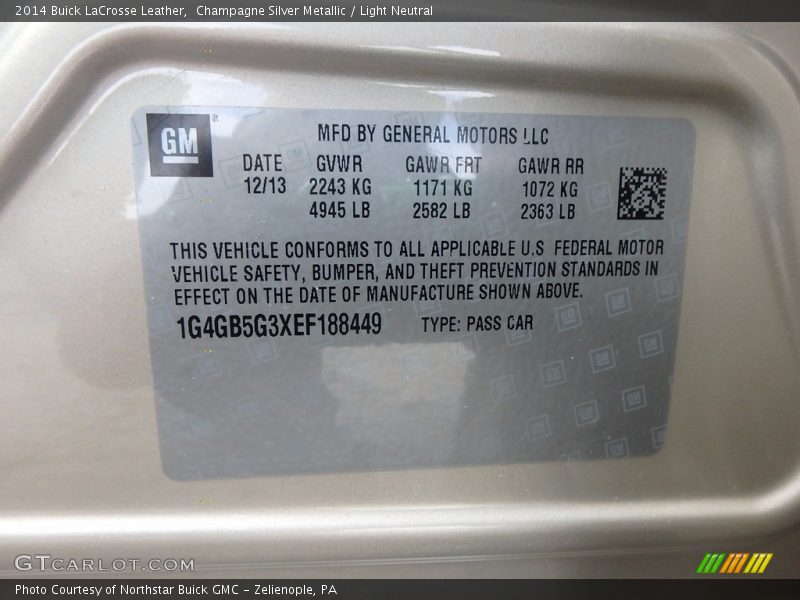 2014 Buick LaCrosse Leather,  Champagne Silver Metallic / Light Neutral
GM ®
MFD BY GENERAL MOTORS LLC
DATE GVWR GAWR FRT GAWR RR
12/13 2243 KG 1171 KG 1072 KG
4945 LB 2582 LB 2363 LB
THIS VEHICLE CONFORMS TO ALL APPLICABLE U.S FEDERAL MOTOR
VEHICLE SAFETY, BUMPER, AND THEFT PREVENTION STANDARDS IN
EFFECT ON THE DATE OF MANUFACTURE SHOWN ABOVE.
1G4GB5G3XEF188449 TYPE: PASS CAR
GTCARLOT.COM
Photo Courtesy of Northstar Buick GMC - Zelienople, PA